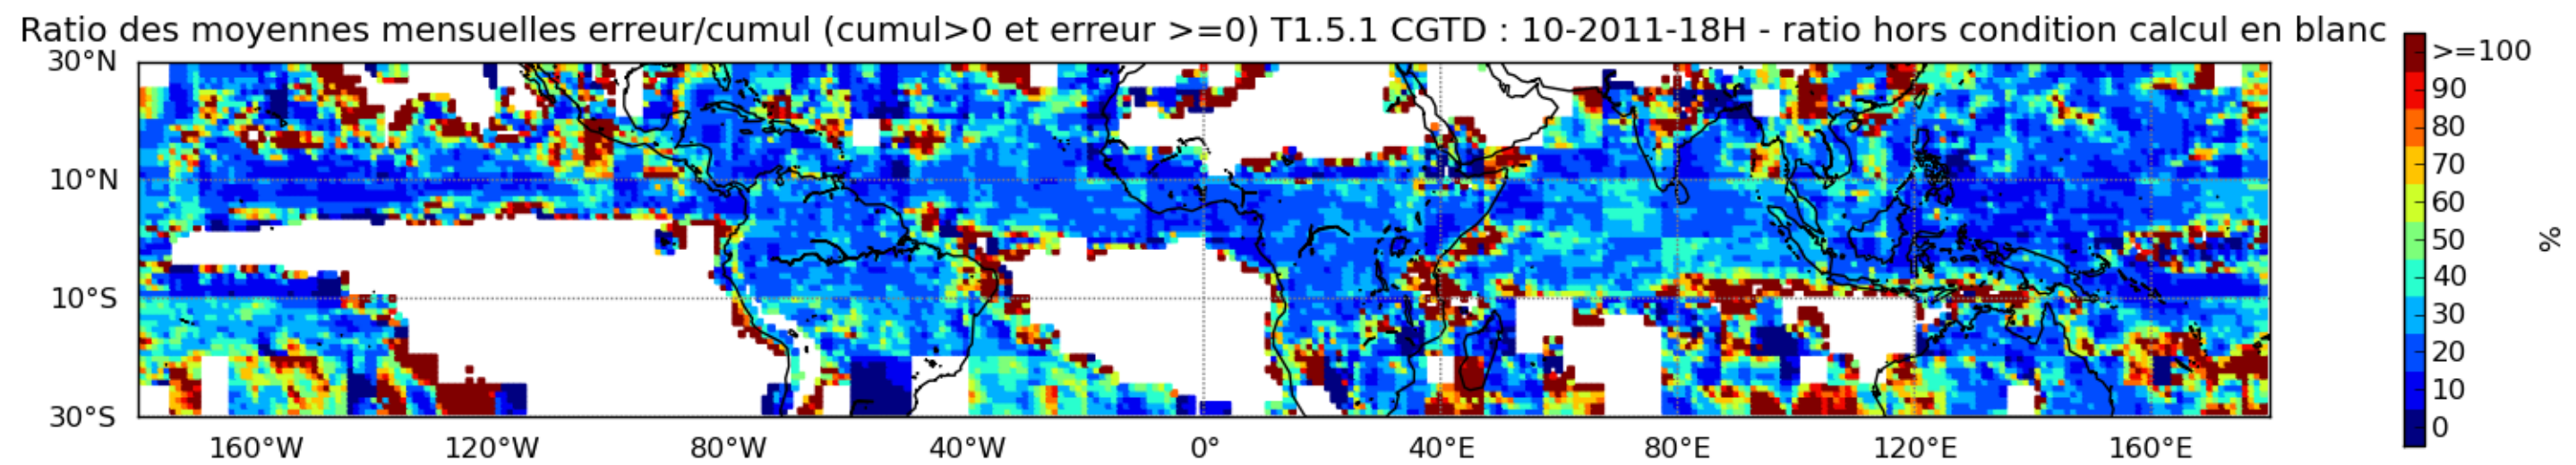 Ratio des moyennes mensuelles erreur/cumul (cumul>0 et erreur >=0) T1.5.1 CGTD : 10-2011-18H - ratio hors condition calcul en blanc
30°N
10°N
10°S
30°S
160°W 120°W 80°W 40°W 0° 40°E 80°E 120°E 160°E
>=100
90
80
70
60
50
40
30
20
10
0
%